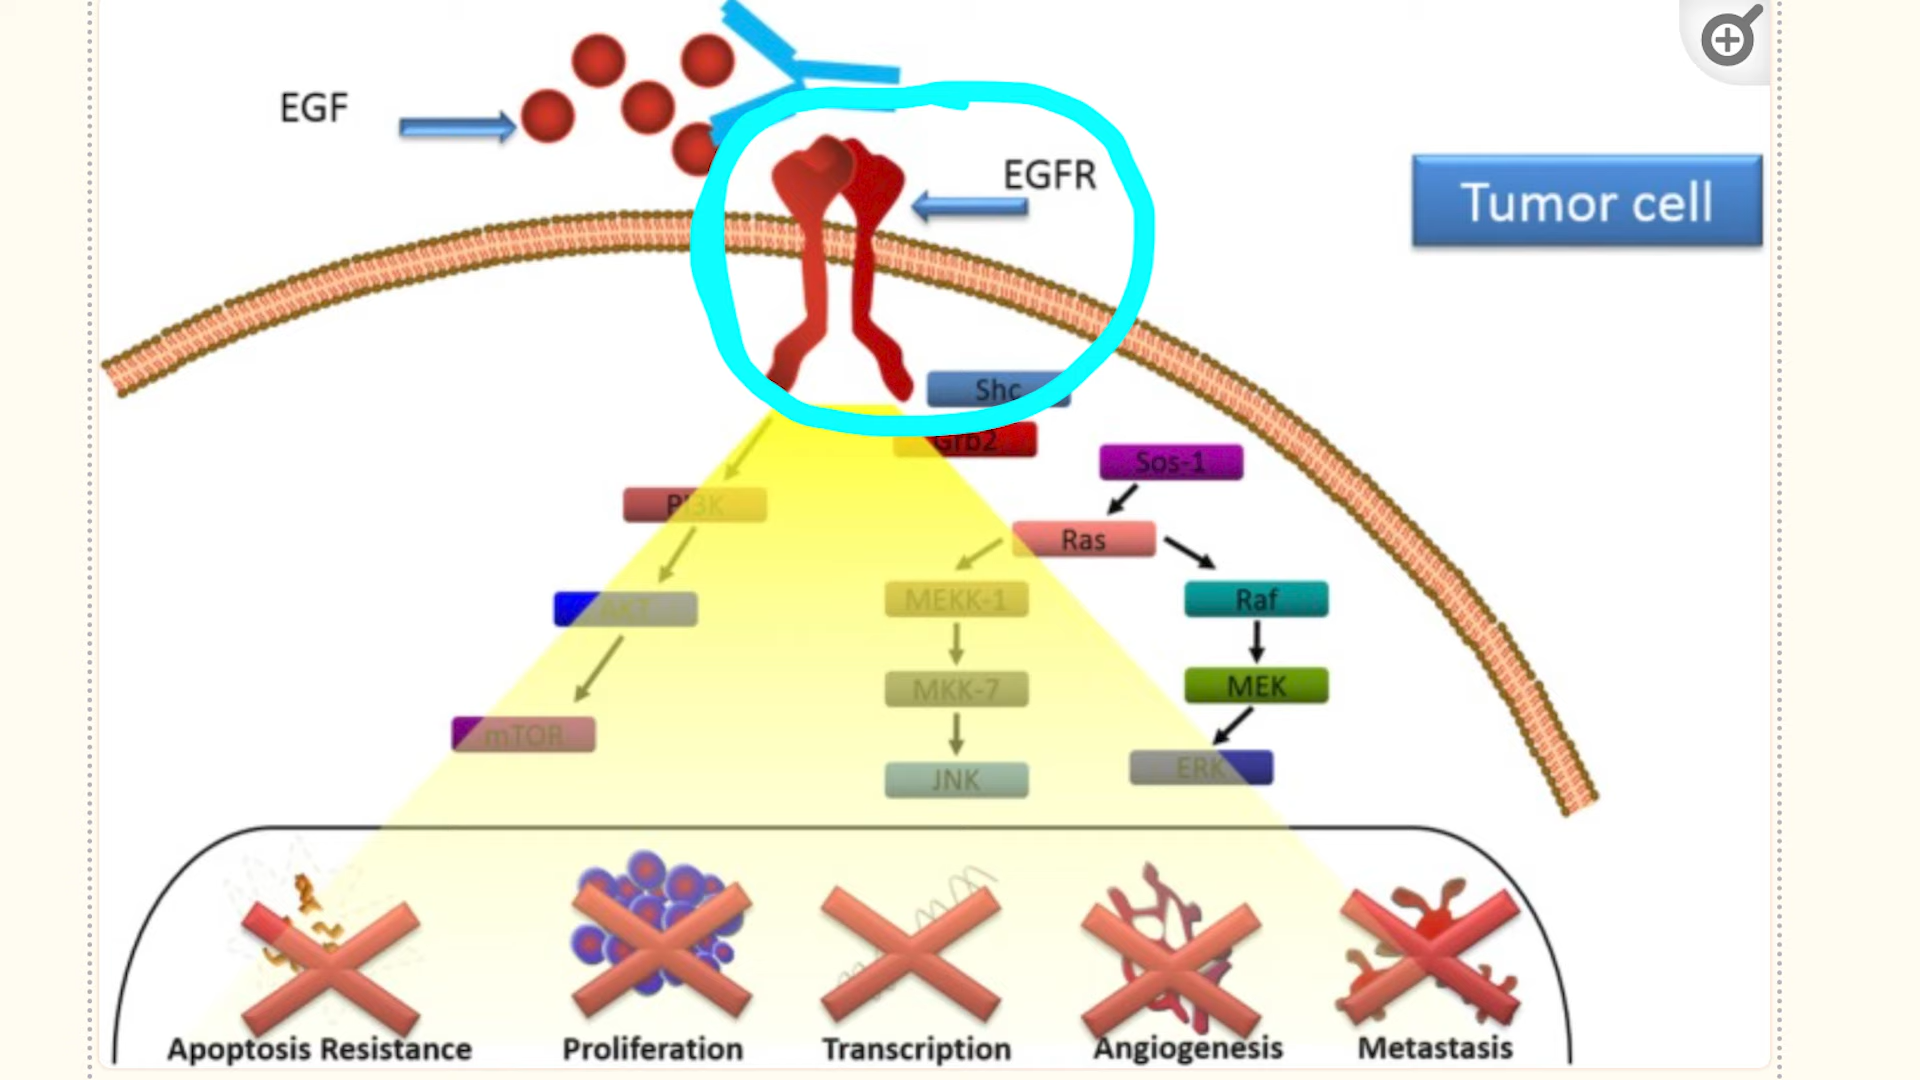 EGF
EGFR
Tumor cell
Shc
Grb2
Sos-1
PI3K
Ras
AKT
MEKK-1
Raf
MKK-7
MEK
mTOR
JNK
ERK
Apoptosis Resistance
Proliferation
Transcription
Angiogenesis
Metastasis